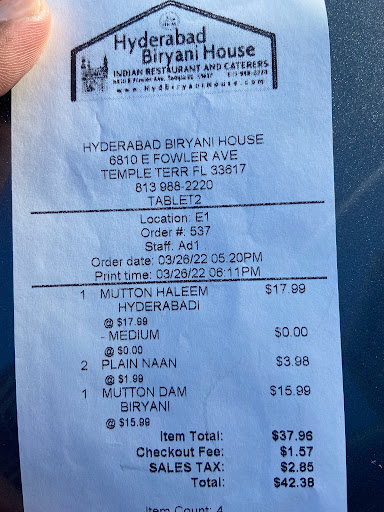 Hyderabad
Biryani House
INDIAN RESTAURANT AND CATERERS
www.HydBiryaniHouse.com
HYDERABAD BIRYANI HOUSE
6810 E FOWLER AVE
TEMPLE TERR FL 33617
813 988-2220
TABLET2
Location: E1
Order #: 537
Staff: Ad1
Order date: 03/26/22 05:20PM
Print time: 03/26/22 06:11PM
1 MUTTON HALEEM $17.99
HYDERABADI
@ $17.99
- MEDIUM $0.00
@ $0.00
2 PLAIN NAAN $3.98
@ $1.99
1 MUTTON DAM $15.99
BIRYANI
@ $15.99
Item Total: $37.96
Checkout Fee: $1.57
SALES TAX: $2.85
Total: $42.38
Item Count: 4